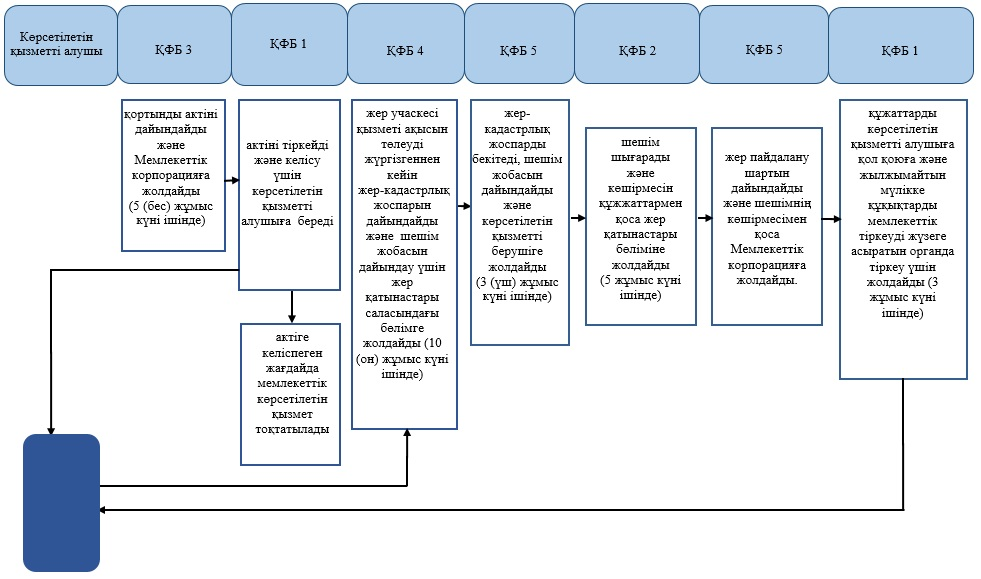 Көрсетілетін
қызметті алушы
ҚФБ 3
ҚФБ 1
ҚФБ 4
ҚФБ 5
ҚФБ 2
ҚФБ 5
ҚФБ 1
қортынды актіні
дайындайды
және
Мемлекеттік
корпорацияға
жолдайды
(5 (бес) жұмыс
күні ішінде)
актіні тіркейді
және келісу
үшін
көрсетілетін
қызметті
алушыға береді
актіге
келіспеген
жағдайда
мемлекеттік
көрсетілетін
қызмет
тоқтатылады
жер учаскесі
қызметі ақысын
төлеуді
жүргізгеннен
кейін
жер-кадастрлық
жоспарын
дайындайды
және шешім
жобасын
дайындау үшін
жер
қатынастары
саласындағы
бөлімге
жолдайды (10
(он) жұмыс күні
ішінде)
жер-
кадастрлық
жоспарды
бекітеді, шешім
жобасын
дайындайды
және
көрсетілетін
қызметті
берушіге
жолдайды
(3 (үш) жұмыс
күні ішінде)
шешім
шығарады
және
көшірмесін
құжжаттармен
қоса жер
қатынастары
бөліміне
жолдайды
(5 жұмыс күні
ішінде)
жер пайдалану
шартын
дайындайды
және шешімнің
көшірмесімен
қоса
Мемлекеттік
корпорацияға
жолдайды.
құжаттарды
көрсетілетін
қызметті алушыға
қол қоюға және
жылжымайтын
мүлікке
құқықтарды
мемлекеттік
тіркеуді жүзеге
асыратын органда
тіркеу үшін
жолдайды (3
жұмыс күні
ішінде)